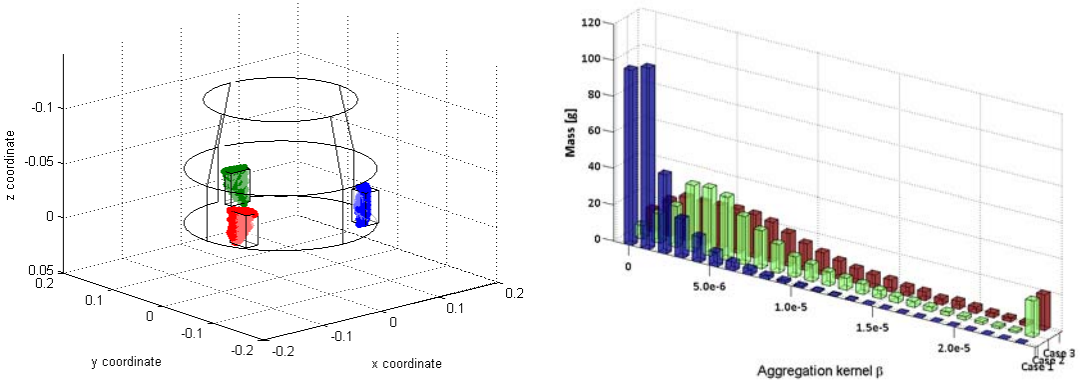 -0.1
-0.05
0
0.05
z coordinate
0.2
0.1
0
-0.1
-0.2
y coordinate
-0.2
-0.1
0
0.1
0.2
x coordinate
120
100
80
60
40
20
0
Mass [g]
0
5.0e-6
1.0e-5
1.5e-5
2.0e-5
Aggregation kernel β
Case 1
Case 2
Case 3